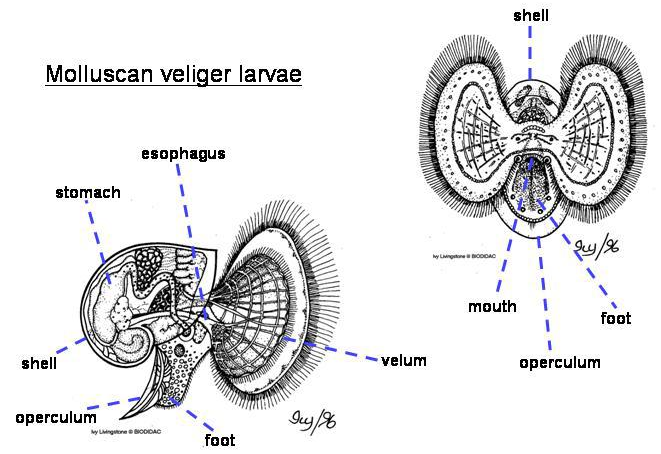 shell
Molluscan veliger larvae
esophagus
stomach
Ivy Livingstone © BIODIDAC
mouth
foot
shell
velum
operculum
operculum
Ivy Livingstone © BIODIDAC
foot